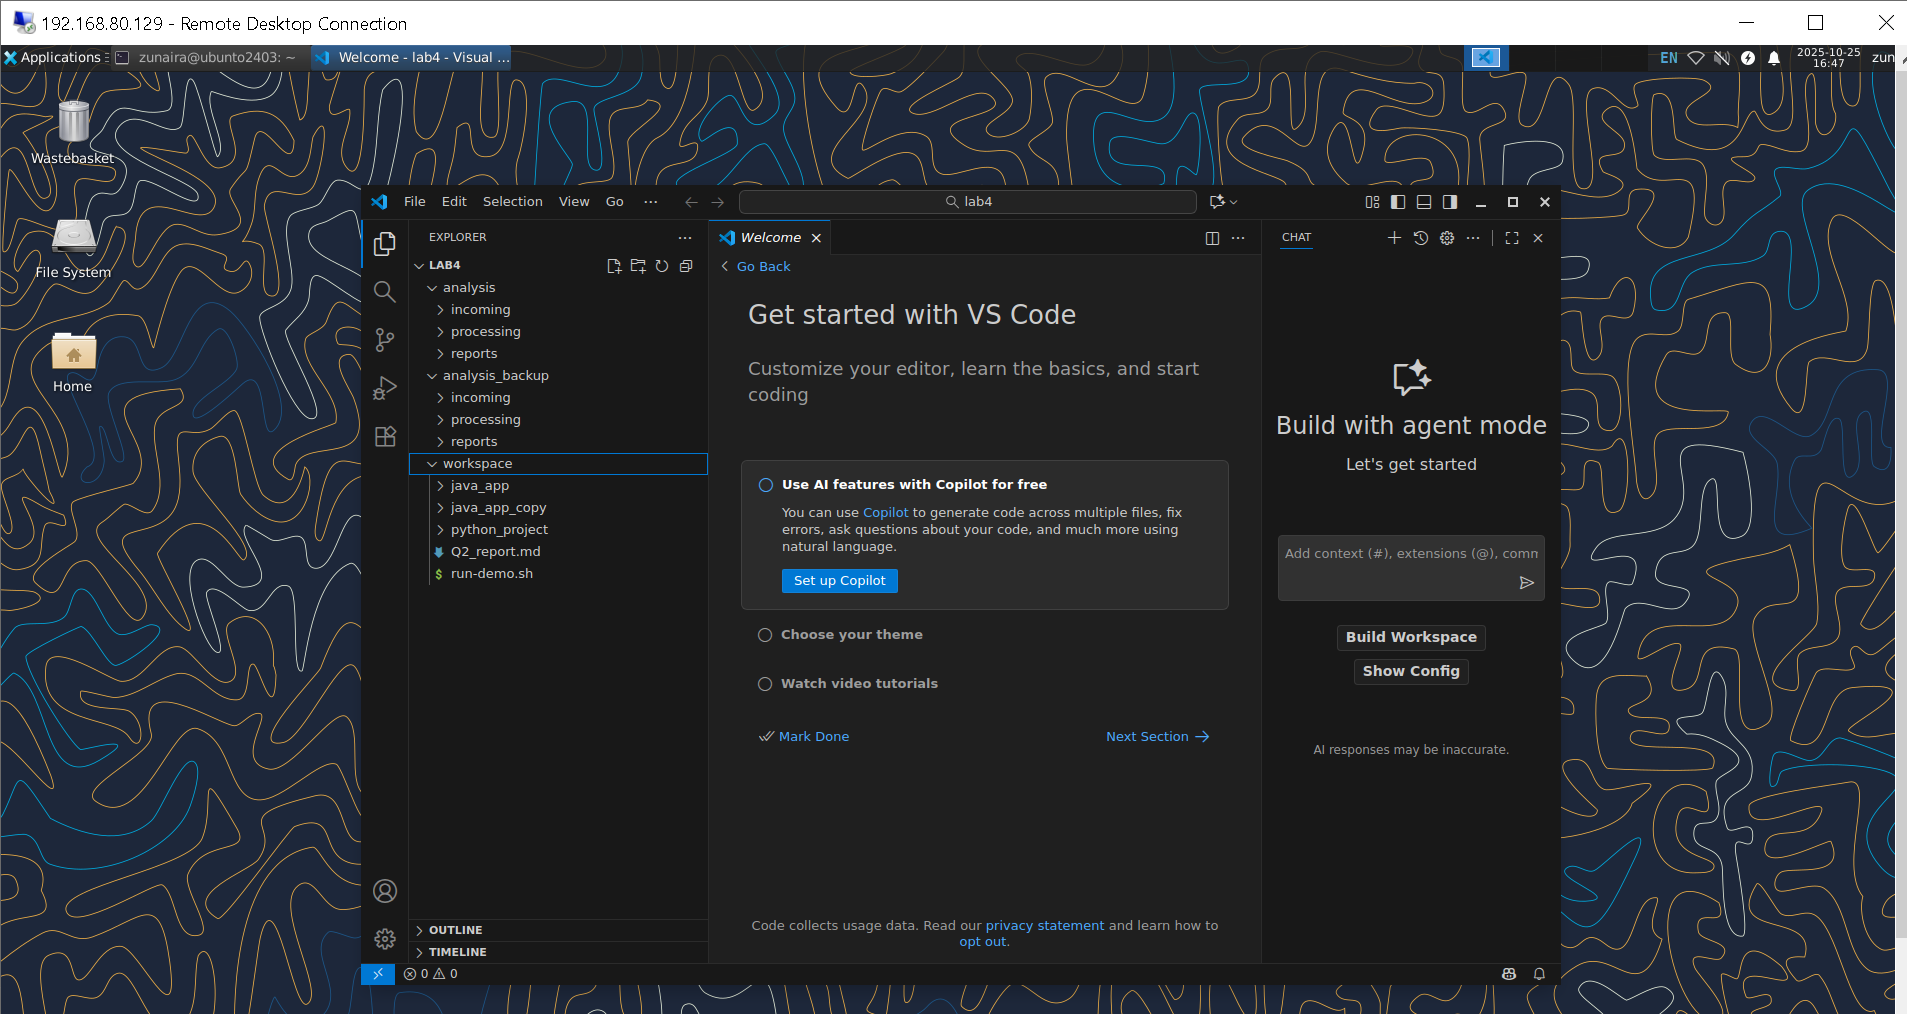 192.168.80.129 - Remote Desktop Connection
Applications
zunaira@ubunto2403: ~
Welcome - lab4 - Visual ...
EN
2025-10-25
16:47
zun
Wastebasket
File System
Home
File
Edit
Selection
View
Go
lab4
EXPLORER
LAB4
analysis
incoming
processing
reports
analysis_backup
incoming
processing
reports
workspace
java_app
java_app_copy
python_project
Q2_report.md
$ run-demo.sh
OUTLINE
TIMELINE
Welcome
Go Back
Get started with VS Code
Customize your editor, learn the basics, and start
coding
Use AI features with Copilot for free
You can use Copilot to generate code across multiple files, fix
errors, ask questions about your code, and much more using
natural language.
Set up Copilot
Choose your theme
Watch video tutorials
Mark Done
Next Section
Code collects usage data. Read our privacy statement and learn how to
opt out.
CHAT
Build with agent mode
Let's get started
Add context (#), extensions (@), comm
Build Workspace
Show Config
AI responses may be inaccurate.
0
0